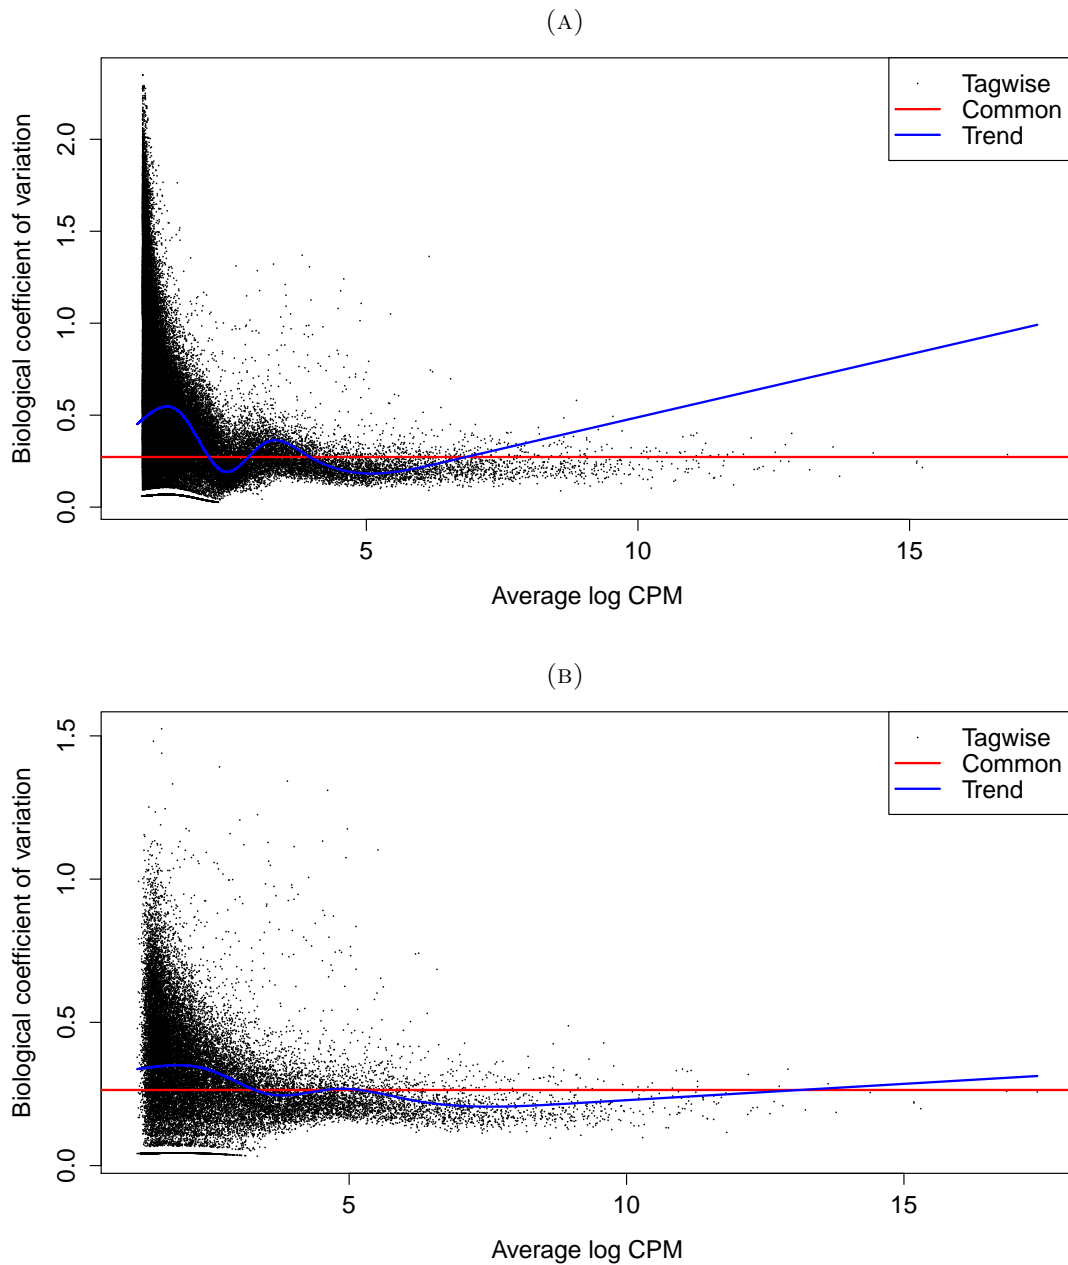 (A)
Tagwise
Common
Trend
Biological coefficient of variation
2.0
1.5
1.0
0.5
0.0
5 10 15
Average log CPM
(B)
Tagwise
Common
Trend
Biological coefficient of variation
1.5
1.0
0.5
0.0
5 10 15
Average log CPM